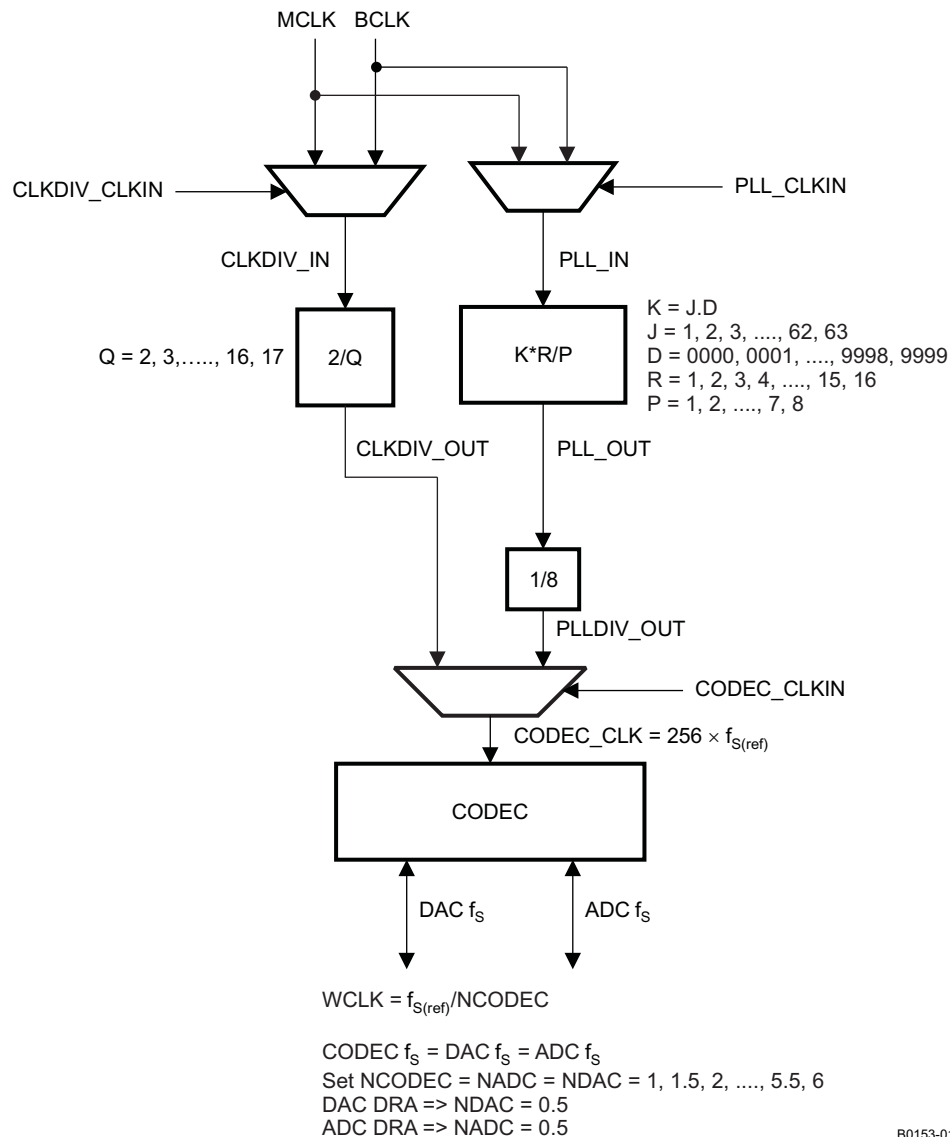 MCLK BCLK
CLKDIV_CLKIN
PLL_CLKIN
CLKDIV_IN
PLL_IN
Q = 2, 3,….., 16, 17
2/Q
K*R/P
K = J.D
J = 1, 2, 3, ...., 62, 63
D = 0000, 0001, ...., 9998, 9999
R = 1, 2, 3, 4, ...., 15, 16
P = 1, 2, ...., 7, 8
CLKDIV_OUT
PLL_OUT
1/8
PLLDIV_OUT
CODEC_CLKIN
CODEC_CLK = 256 × fS(ref)
CODEC
DAC fS
ADC fS
WCLK = fS(ref)/NCODEC
CODEC fS = DAC fS = ADC fS
Set NCODEC = NADC = NDAC = 1, 1.5, 2, ...., 5.5, 6
DAC DRA => NDAC = 0.5
ADC DRA => NADC = 0.5